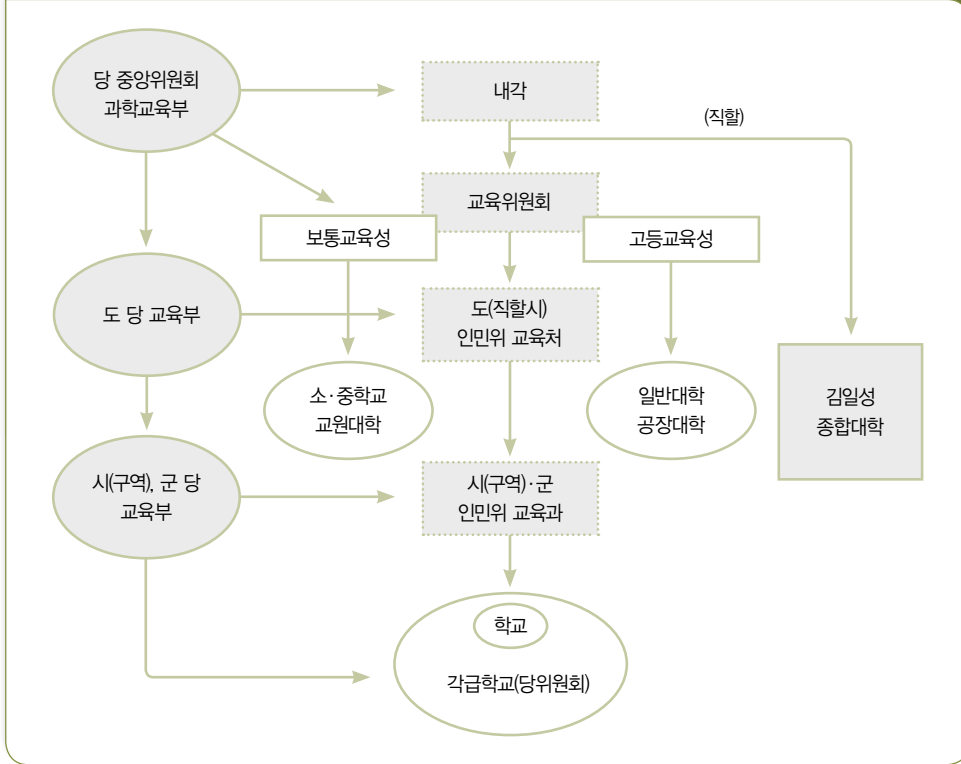 당 중앙위원회
과학교육부
내각
(직할)
교육위원회
보통교육성
고등교육성
도 당 교육부
도(직할시)
인민위 교육처
소·중학교
교원대학
일반대학
공장대학
김일성
종합대학
시(구역), 군 당
교육부
시(구역)·군
인민위 교육과
학교
각급학교(당위원회)